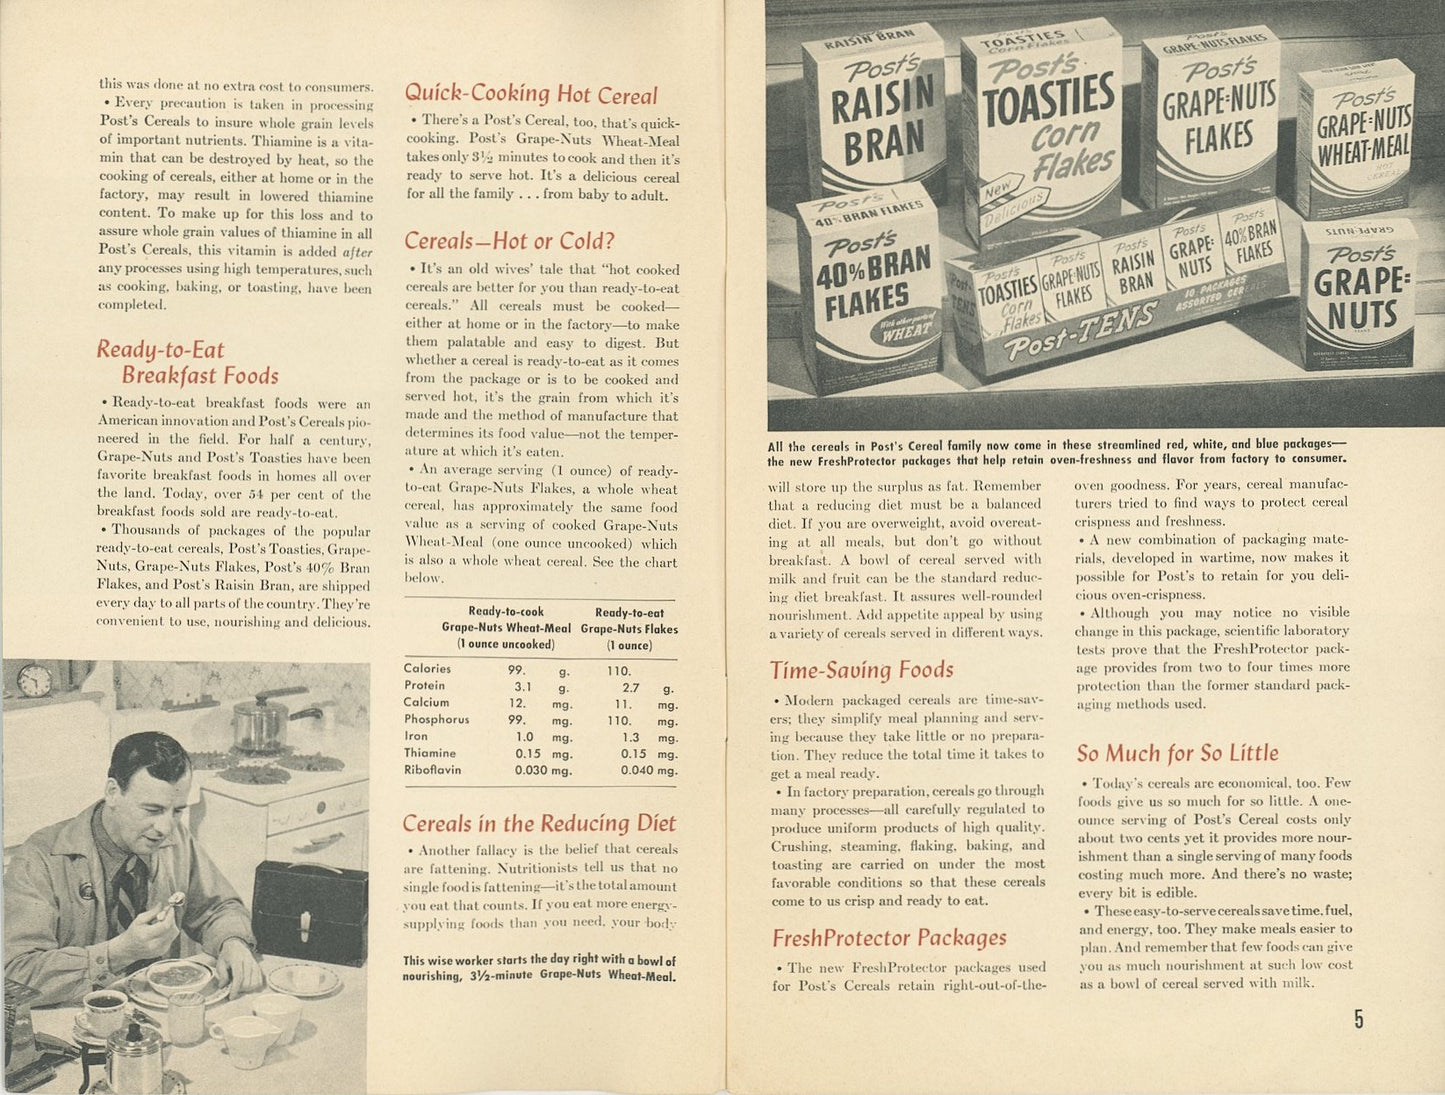 this was done at no extra cost to consumers.
• Every precaution is taken in processing
Post's Cereals to insure whole grain levels
of important nutrients. Thiamine is a vita-
min that can be destroyed by heat, so the
cooking of cereals, either at home or in the
factory, may result in lowered thiamine
content. To make up for this loss and to
assure whole grain values of thiamine in all
Post's Cereals, this vitamin is added after
any processes using high temperatures, such
as cooking, baking, or toasting, have been
completed.
Ready-to-Eat
Breakfast Foods
• Ready-to-eat breakfast foods were an
American innovation and Post's Cereals pio-
neered in the field. For half a century,
Grape-Nuts and Post's Toasties have been
favorite breakfast foods in homes all over
the land. Today, over 54 per cent of the
breakfast foods sold are ready-to-eat.
• Thousands of packages of the popular
ready-to-eat cereals, Post's Toasties, Grape-
Nuts, Grape-Nuts Flakes, Post's 40% Bran
Flakes, and Post's Raisin Bran, are shipped
every day to all parts of the country. They're
convenient to use, nourishing and delicious.
Quick-Cooking Hot Cereal
• There's a Post's Cereal, too, that's quick-
cooking. Post's Grape-Nuts Wheat-Meal
takes only 3½ minutes to cook and then it's
ready to serve hot. It's a delicious cereal
for all the family . . . from baby to adult.
Cereals—Hot or Cold?
• It's an old wives' tale that "hot cooked
cereals are better for you than ready-to-eat
cereals." All cereals must be cooked—
either at home or in the factory—to make
them palatable and easy to digest. But
whether a cereal is ready-to-eat as it comes
from the package or is to be cooked and
served hot, it's the grain from which it's
made and the method of manufacture that
determines its food value—not the temper-
ature at which it's eaten.
• An average serving (1 ounce) of ready-
to-eat Grape-Nuts Flakes, a whole wheat
cereal, has approximately the same food
value as a serving of cooked Grape-Nuts
Wheat-Meal (one ounce uncooked) which
is also a whole wheat cereal. See the chart
below.
Ready-to-cook Ready-to-eat
Grape-Nuts Wheat-Meal Grape-Nuts Flakes
(1 ounce uncooked) (1 ounce)
Calories 99. g. 110.
Protein 3.1 g. 2.7 g.
Calcium 12. mg. 11. mg.
Phosphorus 99. mg. 110. mg.
Iron 1.0 mg. 1.3 mg.
Thiamine 0.15 mg. 0.15 mg.
Riboflavin 0.030 mg. 0.040 mg.
Cereals in the Reducing Diet
• Another fallacy is the belief that cereals
are fattening. Nutritionists tell us that no
single food is fattening—it's the total amount
you eat that counts. If you eat more energy-
supplying foods than you need, your body
This wise worker starts the day right with a bowl of
nourishing, 3½-minute Grape-Nuts Wheat-Meal.
RAISIN BRAN
Post's
RAISIN
BRAN
Post's
TOASTIES
Corn Flakes
Post's
TOASTIES
Corn
Flakes
New
Delicious
GRAPE-NUTS FLAKES
Post's
GRAPE-NUTS
FLAKES
Post's
GRAPE-NUTS
WHEAT-MEAL
HOT
CEREAL
Post's
40% BRAN FLAKES
Post's
40% BRAN
FLAKES
With other parts of
WHEAT
Post-
TENS
Post's
TOASTIES
Corn
Flakes
Post's
GRAPE-NUTS
FLAKES
Post's
RAISIN
BRAN
Post's
GRAPE-
NUTS
Post's
40% BRAN
FLAKES
Post-TENS
10 PACKAGES
ASSORTED CEREALS
GRAPE-NUTS
Post's
GRAPE-
NUTS
All the cereals in Post's Cereal family now come in these streamlined red, white, and blue packages—
the new FreshProtector packages that help retain oven-freshness and flavor from factory to consumer.
will store up the surplus as fat. Remember
that a reducing diet must be a balanced
diet. If you are overweight, avoid overeat-
ing at all meals, but don't go without
breakfast. A bowl of cereal served with
milk and fruit can be the standard reduc-
ing diet breakfast. It assures well-rounded
nourishment. Add appetite appeal by using
a variety of cereals served in different ways.
Time-Saving Foods
• Modern packaged cereals are time-sav-
ers; they simplify meal planning and serv-
ing because they take little or no prepara-
tion. They reduce the total time it takes to
get a meal ready.
• In factory preparation, cereals go through
many processes—all carefully regulated to
produce uniform products of high quality.
Crushing, steaming, flaking, baking, and
toasting are carried on under the most
favorable conditions so that these cereals
come to us crisp and ready to eat.
FreshProtector Packages
• The new FreshProtector packages used
for Post's Cereals retain right-out-of-the-
oven goodness. For years, cereal manufac-
turers tried to find ways to protect cereal
crispness and freshness.
• A new combination of packaging mate-
rials, developed in wartime, now makes it
possible for Post's to retain for you deli-
cious oven-crispness.
• Although you may notice no visible
change in this package, scientific laboratory
tests prove that the FreshProtector pack-
age provides from two to four times more
protection than the former standard pack-
aging methods used.
So Much for So Little
• Today's cereals are economical, too. Few
foods give us so much for so little. A one-
ounce serving of Post's Cereal costs only
about two cents yet it provides more nour-
ishment than a single serving of many foods
costing much more. And there's no waste;
every bit is edible.
• These easy-to-serve cereals save time, fuel,
and energy, too. They make meals easier to
plan. And remember that few foods can give
you as much nourishment at such low cost
as a bowl of cereal served with milk.
5